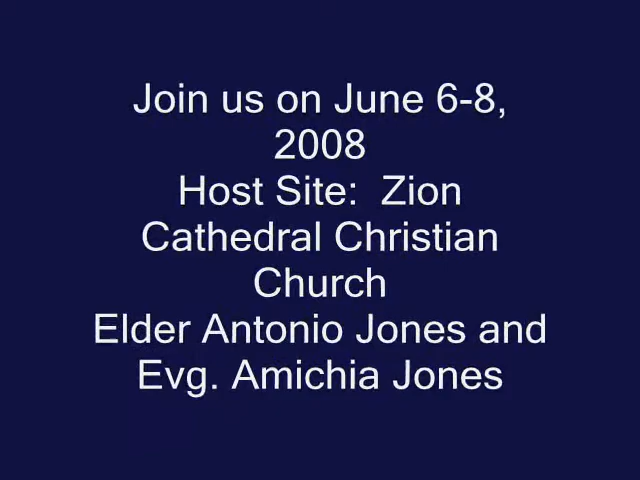 Join us on June 6-8,
2008
Host Site:  Zion
Cathedral Christian
Church
Elder Antonio Jones and
Evg. Amichia Jones